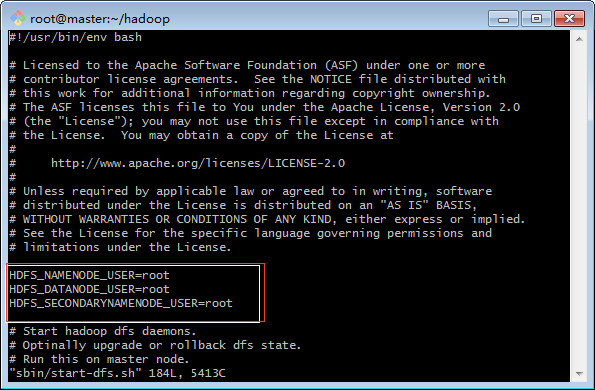 root@master:~/hadoop
#!/usr/bin/env bash
# Licensed to the Apache Software Foundation (ASF) under one or more
# contributor license agreements.  See the NOTICE file distributed with
# this work for additional information regarding copyright ownership.
# The ASF licenses this file to You under the Apache License, Version 2.0
# (the "License"); you may not use this file except in compliance with
# the License.  You may obtain a copy of the License at
#
#     http://www.apache.org/licenses/LICENSE-2.0
#
# Unless required by applicable law or agreed to in writing, software
# distributed under the License is distributed on an "AS IS" BASIS,
# WITHOUT WARRANTIES OR CONDITIONS OF ANY KIND, either express or implied.
# See the License for the specific language governing permissions and
# limitations under the License.
HDFS_NAMENODE_USER=root
HDFS_DATANODE_USER=root
HDFS_SECONDARYNAMENODE_USER=root
# Start hadoop dfs daemons.
# Optinally upgrade or rollback dfs state.
# Run this on master node.
"sbin/start-dfs.sh" 184L, 5413C